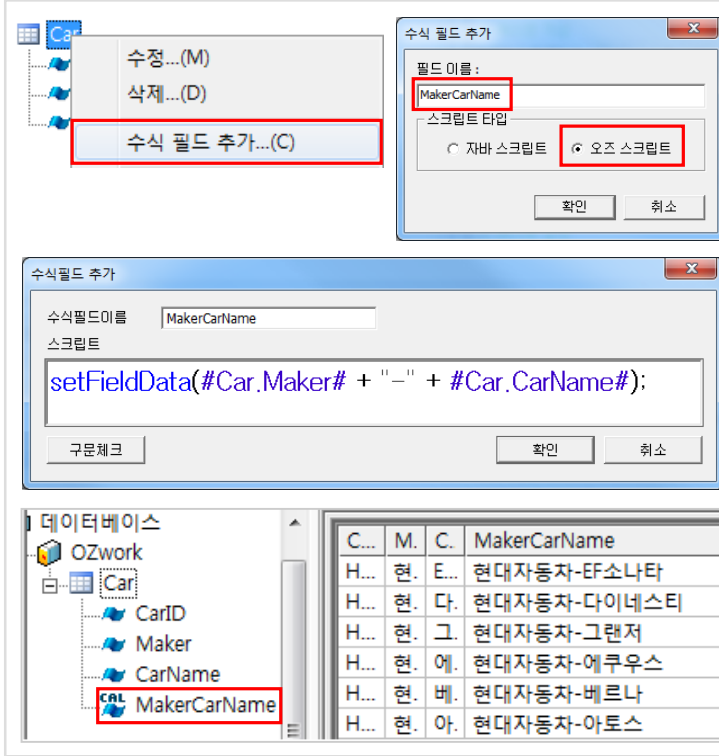 Car
수정...(M)
삭제...(D)
수식 필드 추가...(C)
수식 필드 추가
필드 이름 :
MakerCarName
스크립트 타입
자바 스크립트
오즈 스크립트
확인
취소
수식필드 추가
수식필드이름
MakerCarName
스크립트
setFieldData(#Car.Maker# + "-" + #Car.CarName#);
구문체크
확인
취소
데이터베이스
OZwork
Car
CarID
Maker
CarName
CAL
MakerCarName
C... M. C. MakerCarName
H... 현. E... 현대자동차-EF소나타
H... 현. 다. 현대자동차-다이네스티
H... 현. 그. 현대자동차-그랜저
H... 현. 에. 현대자동차-에쿠우스
H... 현. 베. 현대자동차-베르나
H... 현. 아. 현대자동차-아토스